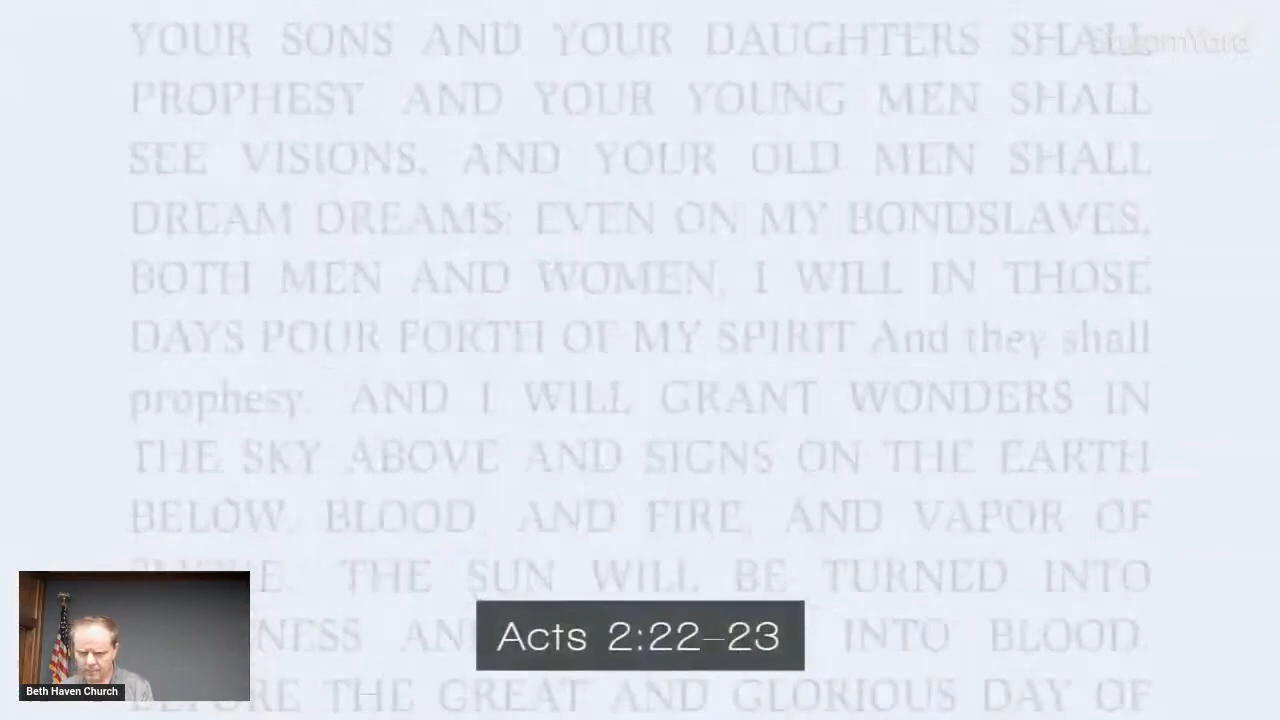 StreamYard
YOUR SONS AND YOUR DAUGHTERS SHALL
PROPHESY AND YOUR YOUNG MEN SHALL
SEE VISIONS, AND YOUR OLD MEN SHALL
DREAM DREAMS; EVEN ON MY BONDSLAVES,
BOTH MEN AND WOMEN, I WILL IN THOSE
DAYS POUR FORTH OF MY SPIRIT And they shall
prophesy. AND I WILL GRANT WONDERS IN
THE SKY ABOVE AND SIGNS ON THE EARTH
BELOW, BLOOD, AND FIRE, AND VAPOR OF
THE SUN WILL BE TURNED INTO
INTO BLOOD
Acts 2:22–23
THE GREAT AND GLORIOUS DAY OF
Beth Haven Church